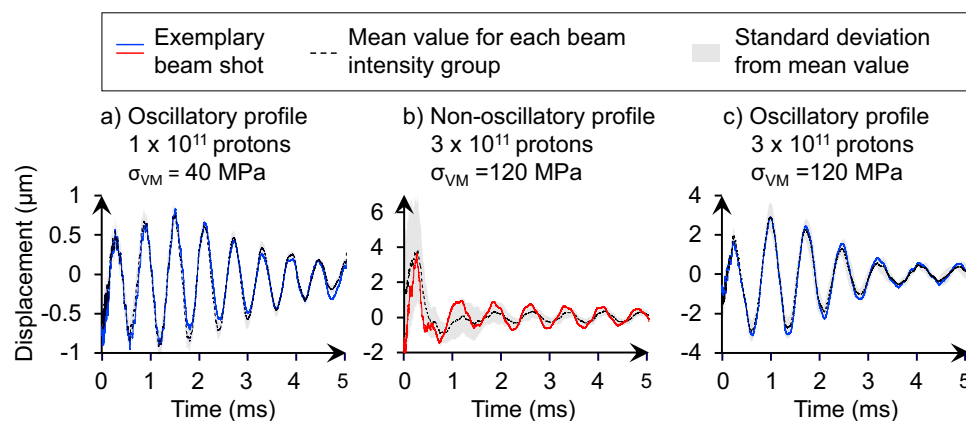 Exemplary
beam shot
Mean value for each beam
intensity group
Standard deviation
from mean value
a) Oscillatory profile
1 x 10¹¹ protons
σVM = 40 MPa
b) Non-oscillatory profile
3 x 10¹¹ protons
σVM =120 MPa
c) Oscillatory profile
3 x 10¹¹ protons
σVM =120 MPa
Displacement (μm)
1
0.5
0
-0.5
-1
0 1 2 3 4 5
Time (ms)
6
4
2
0
-2
0 1 2 3 4 5
Time (ms)
4
2
0
-2
-4
0 1 2 3 4 5
Time (ms)